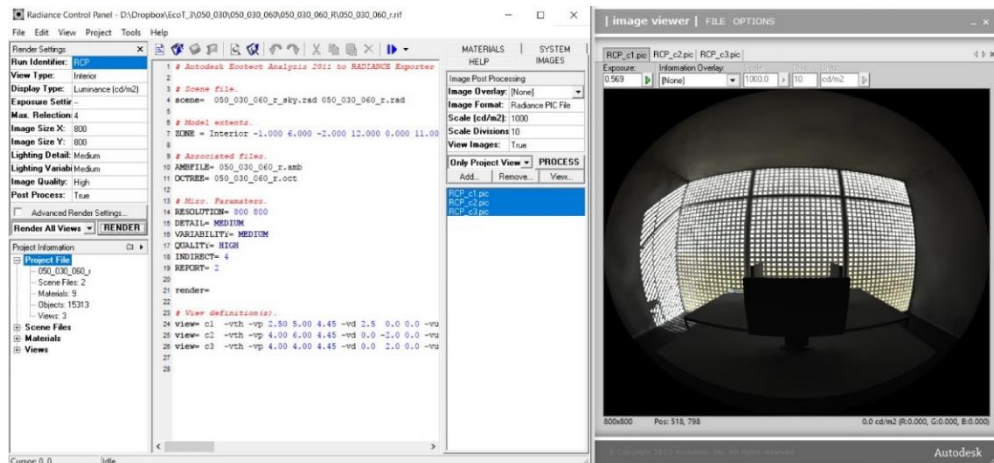 Radiance Control Panel - D:\Dropbox\EcoT_3\050_030\050_030_060\050_030_060_R\050_030_060_r.rif
File Edit View Project Tools Help
Render Settings
Run Identifier: RCP
View Type: Interior
Display Type: Luminance (cd/m2)
Exposure Settir --
Max. Relection: 4
Image Size X: 800
Image Size Y: 800
Lighting Detail: Medium
Lighting Variabi Medium
Image Quality: High
Post Process: True
Advanced Render Settings...
Render All Views RENDER
Project Information
Project File
050_030_060_r
Scene Files: 2
Materials: 9
Objects: 15313
Views: 3
Scene Files
Materials
Views
1 # Autodesk Ecotect Analysis 2011 to RADIANCE Exporter
2
3 # Scene file.
4 scene= 050_030_060_r_sky.rad 050_030_060_r.rad
5
6 # Model extents.
7 ZONE = Interior -1.000 6.000 -2.000 12.000 0.000 11.00
8
9 # Associated files.
10 AMBFILE= 050_030_060_r.amb
11 OCTREE= 050_030_060_r.oct
12
13 # Misc. Paramaters.
14 RESOLUTION= 800 800
15 DETAIL= MEDIUM
16 VARIABILITY= MEDIUM
17 QUALITY= HIGH
18 INDIRECT= 4
19 REPORT= 2
20
21 render=
22
23 # View definition(s).
24 view= c1 -vth -vp 2.50 5.00 4.45 -vd 2.5 0.0 0.0 -vu
25 view= c2 -vth -vp 4.00 6.00 4.45 -vd 0.0 -2.0 0.0 -vu
26 view= c3 -vth -vp 4.00 4.00 4.45 -vd 0.0 2.0 0.0 -vu
27
28
MATERIALS | SYSTEM
HELP IMAGES
Image Post Processing
Image Overlay: [None]
Image Format: Radiance PIC File
Scale (cd/m2): 1000
Scale Divisions 10
View Images: True
Only Project View PROCESS
Add... Remove... View...
RCP_c1.pic
RCP_c2.pic
RCP_c3.pic
Cursor: 0, 0 Idle
| image viewer | FILE OPTIONS
RCP_c1.pic RCP_c2.pic RCP_c3.pic
Exposure: Information Overlay:
0.569 [None] 1000.0 10 cd/m2
800x800 Pos: 518, 798 0.0 cd/m2 (R:0.000, G:0.000, B:0.000)
Autodesk